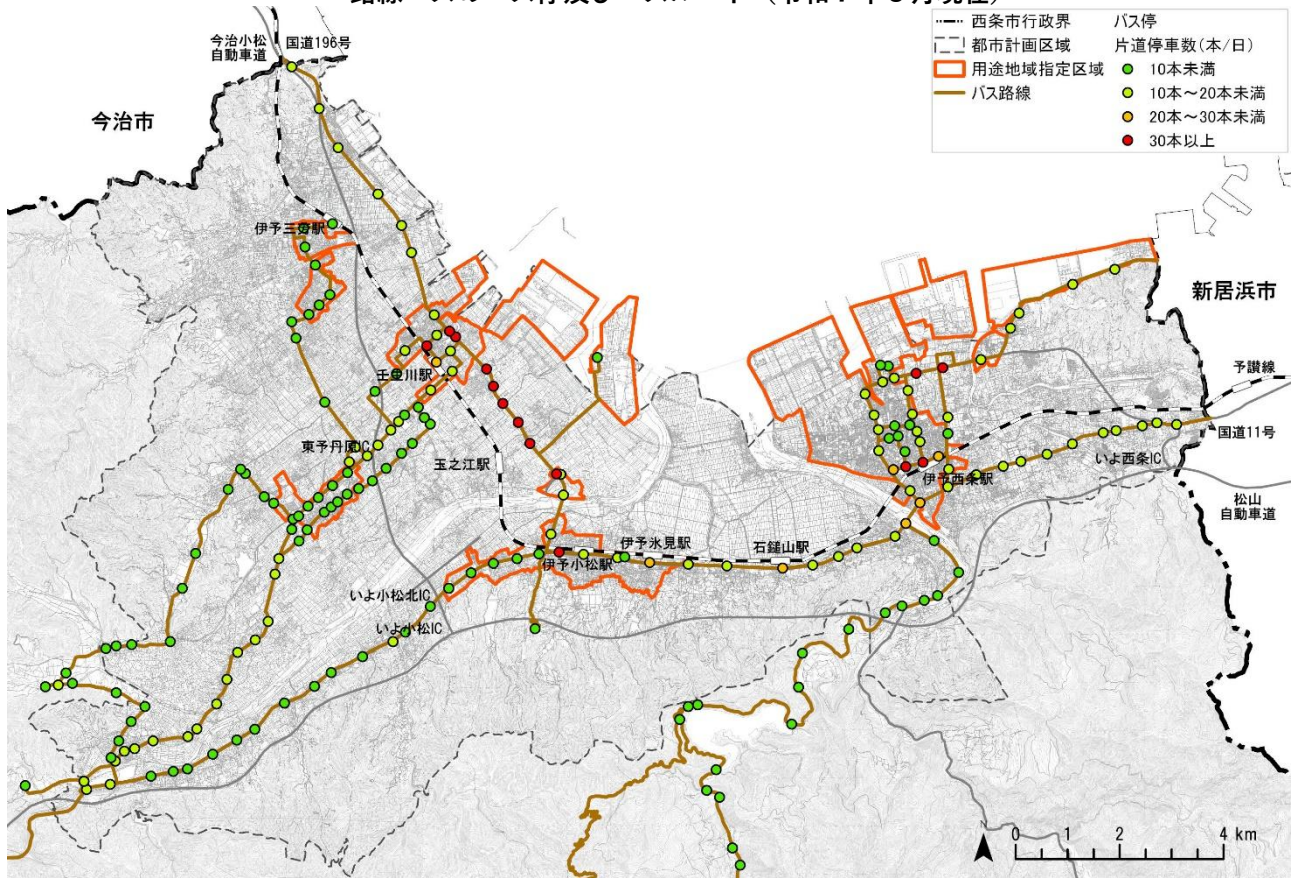 今治小松
自動車道
国道196号
今治市
西条市行政界
都市計画区域
用途地域指定区域
バス路線
バス停
片道停車数(本/日)
10本未満
10本～20本未満
20本～30本未満
30本以上
伊予三芳駅
壬生川駅
東予丹原IC
玉之江駅
新居浜市
予讃線
国道11号
いよ西条IC
松山
自動車道
伊予西条駅
石鎚山駅
伊予氷見駅
伊予小松駅
いよ小松北IC
いよ小松IC
0 1 2 4 km